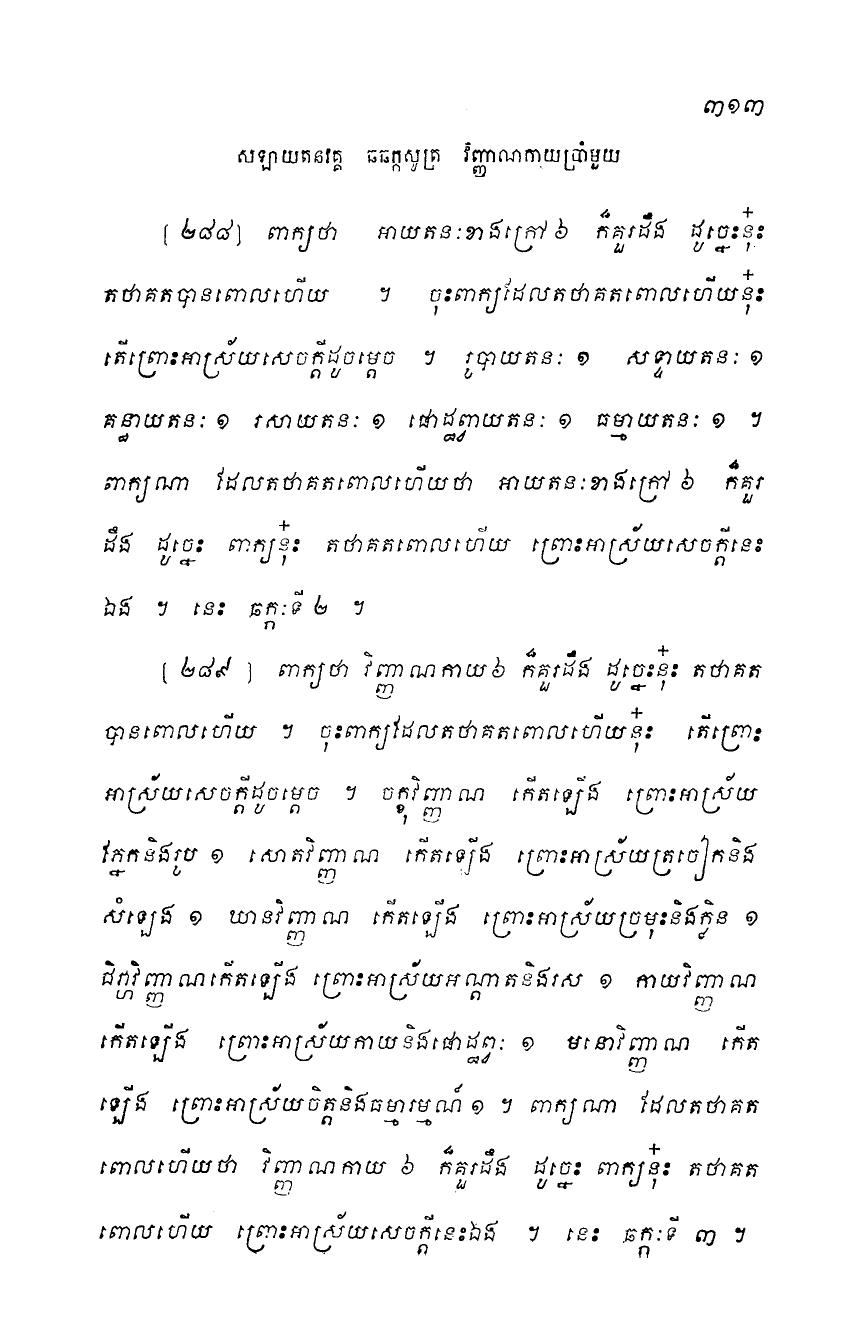 ៣១៣
សឡាយតនវគ្គ ឆឆក្កសូត្រ វិញ្ញាណកាយប្រាំមួយ
[ ២៨៨] ពាក្យថា អាយតនៈខាងក្រៅ ៦ ក៏គួរដឹង ដូច្នេះនុ៎ះ
តថាគតបានពោលហើយ ។ ចុះពាក្យដែលតថាគតពោលហើយនុ៎ះ
តើព្រោះអាស្រ័យសេចក្តីដូចម្តេច ។ រូបាយតនៈ ១ សទ្ទាយតនៈ ១
គន្ធាយតនៈ ១ រសាយតនៈ ១ ផោដ្ឋព្វាយតនៈ ១ ធម្មាយតនៈ ១ ។
ពាក្យណា ដែលតថាគតពោលហើយថា អាយតនៈខាងក្រៅ ៦ ក៏គួរ
ដឹង ដូច្នេះ ពាក្យនុ៎ះ តថាគតពោលហើយ ព្រោះអាស្រ័យសេចក្តីនេះ
ឯង ។ នេះ ឆក្កៈទី ២ ។
[ ២៨៩ ] ពាក្យថា វិញ្ញាណកាយ ៦ ក៏គួរដឹង ដូច្នេះនុ៎ះ តថាគត
បានពោលហើយ ។ ចុះពាក្យដែលតថាគតពោលហើយនុ៎ះ តើព្រោះ
អាស្រ័យសេចក្តីដូចម្តេច ។ ចក្ខុវិញ្ញាណ កើតឡើង ព្រោះអាស្រ័យ
ភ្នែកនិងរូប ១ សោតវិញ្ញាណ កើតឡើង ព្រោះអាស្រ័យត្រចៀកនិង
សំឡេង ១ ឃានវិញ្ញាណ កើតឡើង ព្រោះអាស្រ័យច្រមុះនិងក្លិន ១
ជិវ្ហាវិញ្ញាណកើតឡើង ព្រោះអាស្រ័យអណ្តាតនិងរស ១ កាយវិញ្ញាណ
កើតឡើង ព្រោះអាស្រ័យកាយនិងផោដ្ឋព្វៈ ១ មនោវិញ្ញាណ កើត
ឡើង ព្រោះអាស្រ័យចិត្តនិងធម្មារម្មណ៍ ១ ។ ពាក្យណា ដែលតថាគត
ពោលហើយថា វិញ្ញាណកាយ ៦ ក៏គួរដឹង ដូច្នេះ ពាក្យនុ៎ះ តថាគត
ពោលហើយ ព្រោះអាស្រ័យសេចក្តីនេះឯង ។ នេះ ឆក្កៈទី ៣ ។